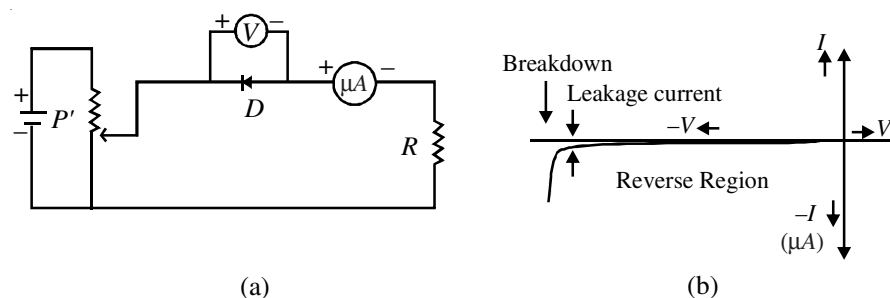 +
−
P'
+ V −
D
+ μA −
R
(a)
Breakdown
Leakage current
I
−V
V
Reverse Region
−I
(μA)
(b)